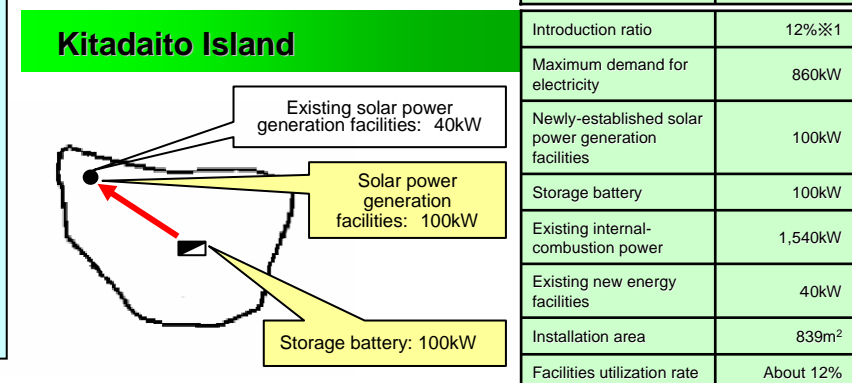 Kitadaito Island
Existing solar power
generation facilities: 40kW
Solar power
generation
facilities: 100kW
Storage battery: 100kW
Introduction ratio 12%※1
Maximum demand for
electricity 860kW
Newly-established solar
power generation
facilities 100kW
Storage battery 100kW
Existing internal-
combustion power 1,540kW
Existing new energy
facilities 40kW
Installation area 839m²
Facilities utilization rate About 12%